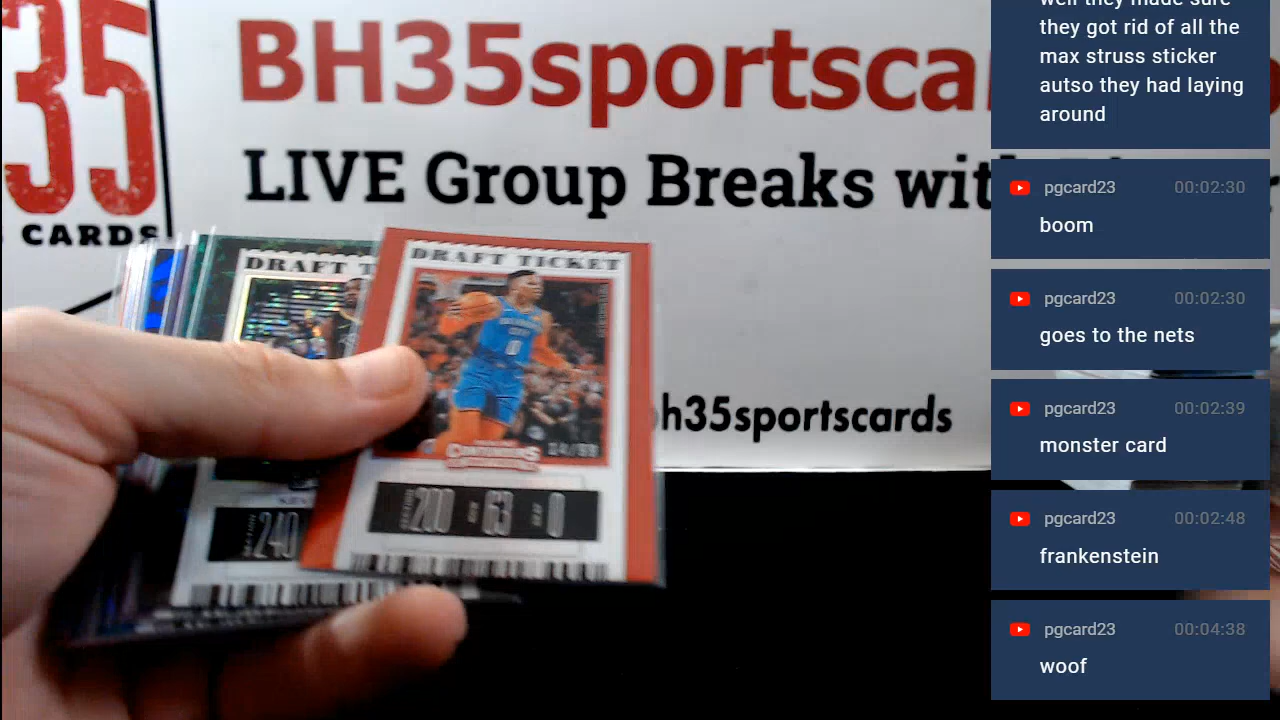 35
CARDS
BH35sportsca
LIVE Group Breaks wit
bh35sportscards
DRAFT T
240
DRAFT TICKET
CONTENDERS
200 63 0
well they made sure
they got rid of all the
max struss sticker
autso they had laying
around
pgcard23 00:02:30
boom
pgcard23 00:02:30
goes to the nets
pgcard23 00:02:39
monster card
pgcard23 00:02:48
frankenstein
pgcard23 00:04:38
woof